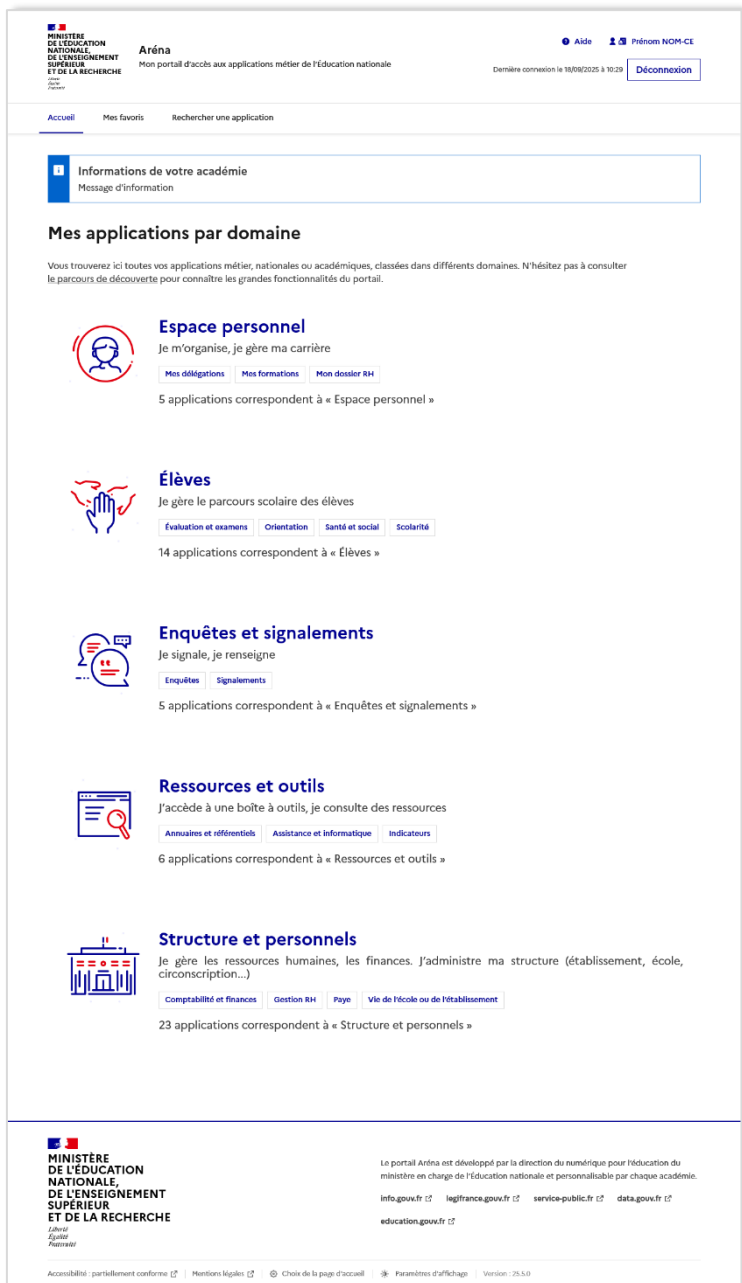 MINISTÈRE
DE L'ÉDUCATION
NATIONALE,
DE L'ENSEIGNEMENT
SUPÉRIEUR
ET DE LA RECHERCHE
Liberté
Égalité
Fraternité
Aréna
Mon portail d'accès aux applications métier de l'Éducation nationale
Aide
Prénom NOM-CE
Dernière connexion le 18/09/2025 à 10:29
Déconnexion
Accueil
Mes favoris
Rechercher une application
Informations de votre académie
Message d'information
Mes applications par domaine
Vous trouverez ici toutes vos applications métier, nationales ou académiques, classées dans différents domaines. N'hésitez pas à consulter
le parcours de découverte pour connaître les grandes fonctionnalités du portail.
Espace personnel
Je m'organise, je gère ma carrière
Mes délégations
Mes formations
Mon dossier RH
5 applications correspondent à « Espace personnel »
Élèves
Je gère le parcours scolaire des élèves
Évaluation et examens
Orientation
Santé et social
Scolarité
14 applications correspondent à « Élèves »
Enquêtes et signalements
Je signale, je renseigne
Enquêtes
Signalements
5 applications correspondent à « Enquêtes et signalements »
Ressources et outils
J'accède à une boîte à outils, je consulte des ressources
Annuaires et référentiels
Assistance et informatique
Indicateurs
6 applications correspondent à « Ressources et outils »
Structure et personnels
Je gère les ressources humaines, les finances. J'administre ma structure (établissement, école,
circonscription...)
Comptabilité et finances
Gestion RH
Paye
Vie de l'école ou de l'établissement
23 applications correspondent à « Structure et personnels »
MINISTÈRE
DE L'ÉDUCATION
NATIONALE,
DE L'ENSEIGNEMENT
SUPÉRIEUR
ET DE LA RECHERCHE
Liberté
Égalité
Fraternité
Le portail Aréna est développé par la direction du numérique pour l'éducation du
ministère en charge de l'Éducation nationale et personnalisable par chaque académie.
info.gouv.fr
legifrance.gouv.fr
service-public.fr
data.gouv.fr
education.gouv.fr
Accessibilité : partiellement conforme
Mentions légales
Choix de la page d'accueil
Paramètres d'affichage
Version : 25.5.0